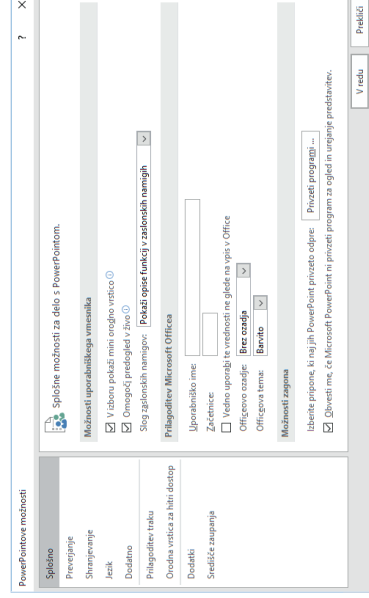 PowerPointove možnosti
? ×
Splošno
Preverjanje
Shranjevanje
Jezik
Dodatno
Prilagoditev traku
Orodna vrstica za hitri dostop
Dodatki
Središče zaupanja
Splošne možnosti za delo s PowerPointom.
Možnosti uporabniškega vmesnika
V izboru pokaži mini orodno vrstico
Omogoči predogled v živo
Slog zaslonskih namigov: Pokaži opise funkcij v zaslonskih namigih
Prilagoditev Microsoft Officea
Uporabniško ime:
Začetnice:
Vedno uporabi te vrednosti ne glede na vpis v Office
Officeovo ozadje: Brez ozadja
Officeova tema: Barvito
Možnosti zagona
Izberite pripone, ki naj jih PowerPoint privzeto odpre: Privzeti programi ...
Obvesti me, če Microsoft PowerPoint ni privzeti program za ogled in urejanje predstavitev.
V redu Prekliči